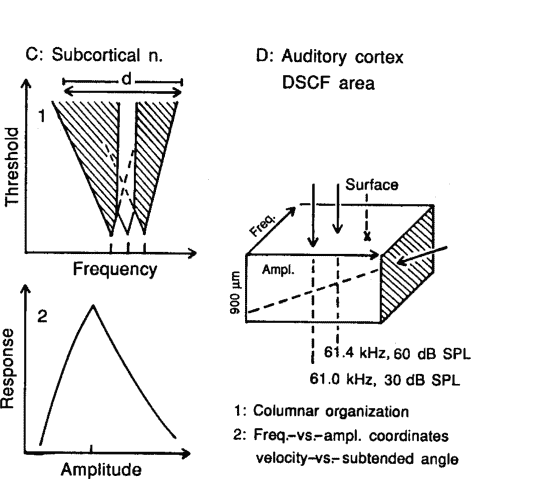 C: Subcortical n.
d
1
Threshold
Frequency
2
Response
Amplitude
D: Auditory cortex
DSCF area
Surface
Freq.
Ampl.
900 µm
61.4 kHz, 60 dB SPL
61.0 kHz, 30 dB SPL
1: Columnar organization
2: Freq.-vs.-ampl. coordinates
velocity-vs.-subtended angle